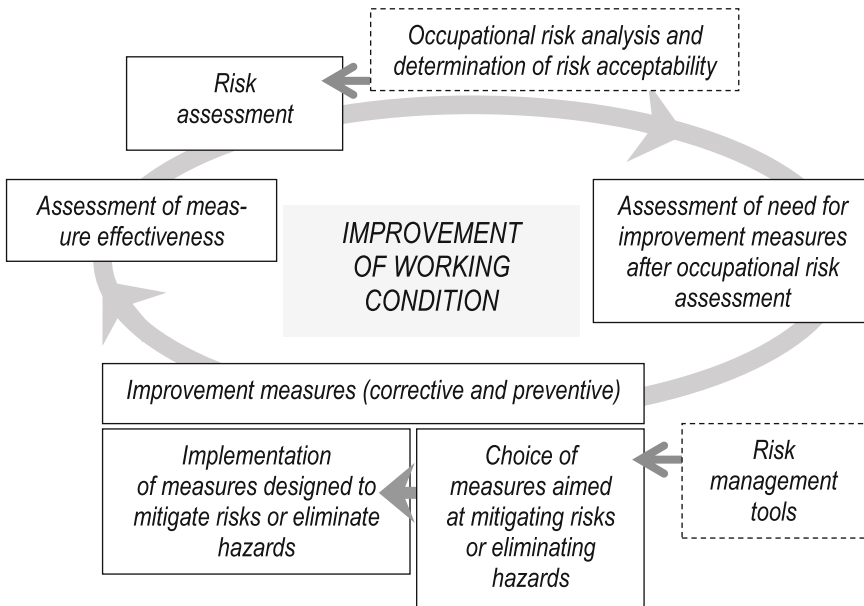 Occupational risk analysis and
determination of risk acceptability
Risk
assessment
Assessment of meas-
ure effectiveness
IMPROVEMENT
OF WORKING
CONDITION
Assessment of need for
improvement measures
after occupational risk
assessment
Improvement measures (corrective and preventive)
Implementation
of measures designed to
mitigate risks or eliminate
hazards
Choice of
measures aimed
at mitigating risks
or eliminating
hazards
Risk
management
tools